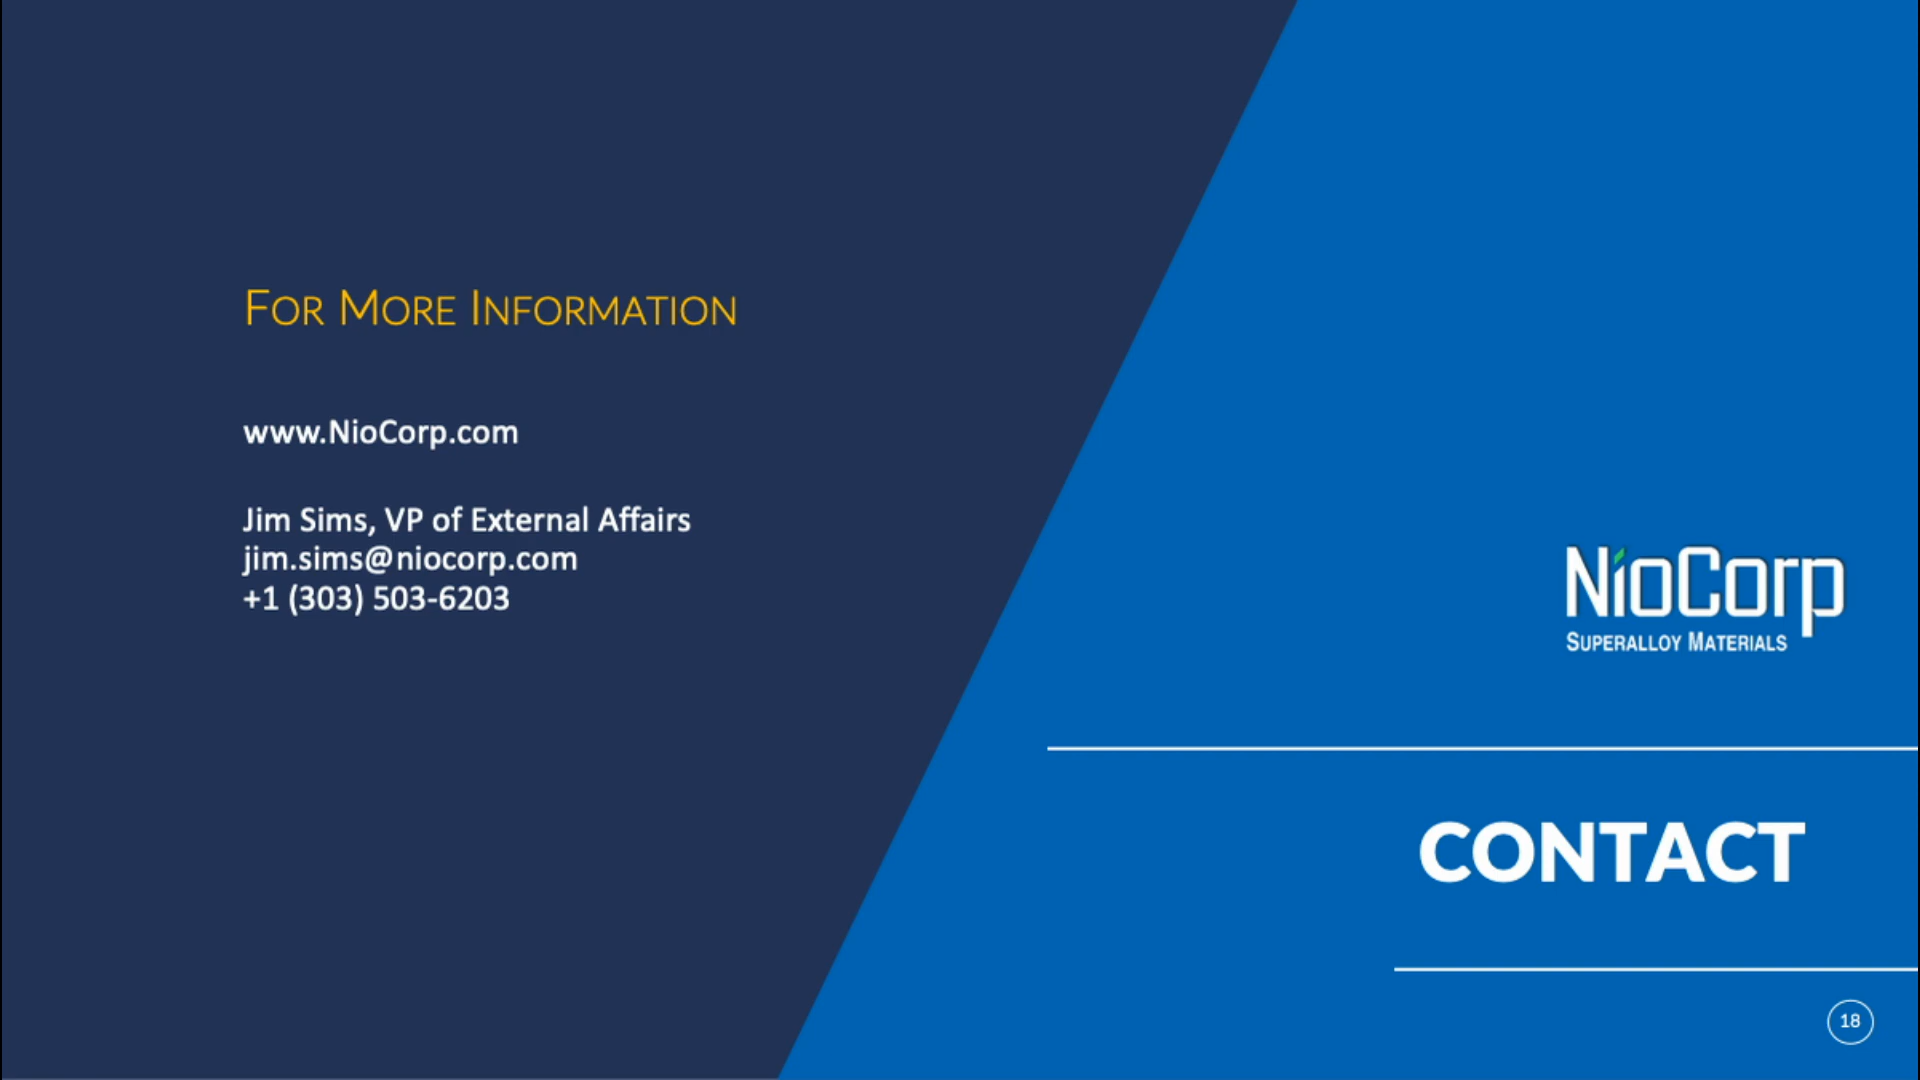 For More Information
www.NioCorp.com
Jim Sims, VP of External Affairs
jim.sims@niocorp.com
+1 (303) 503-6203
NioCorp
Superalloy Materials
CONTACT
18